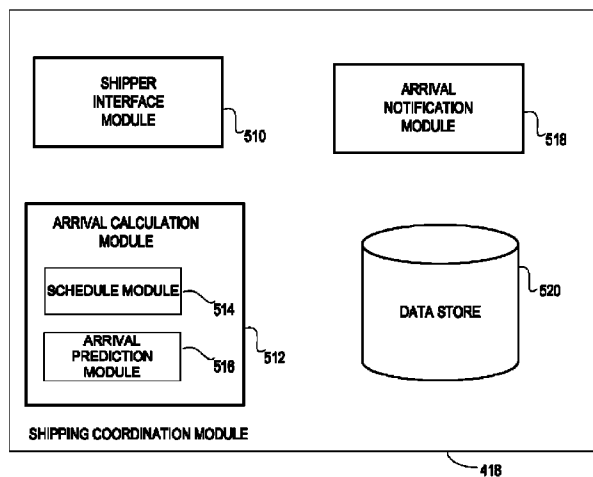 SHIPPER
INTERFACE
MODULE
510
ARRIVAL
NOTIFICATION
MODULE
518
ARRIVAL CALCULATION
MODULE
SCHEDULE MODULE
514
ARRIVAL
PREDICTION
MODULE
516
512
DATA STORE
520
SHIPPING COORDINATION MODULE
418